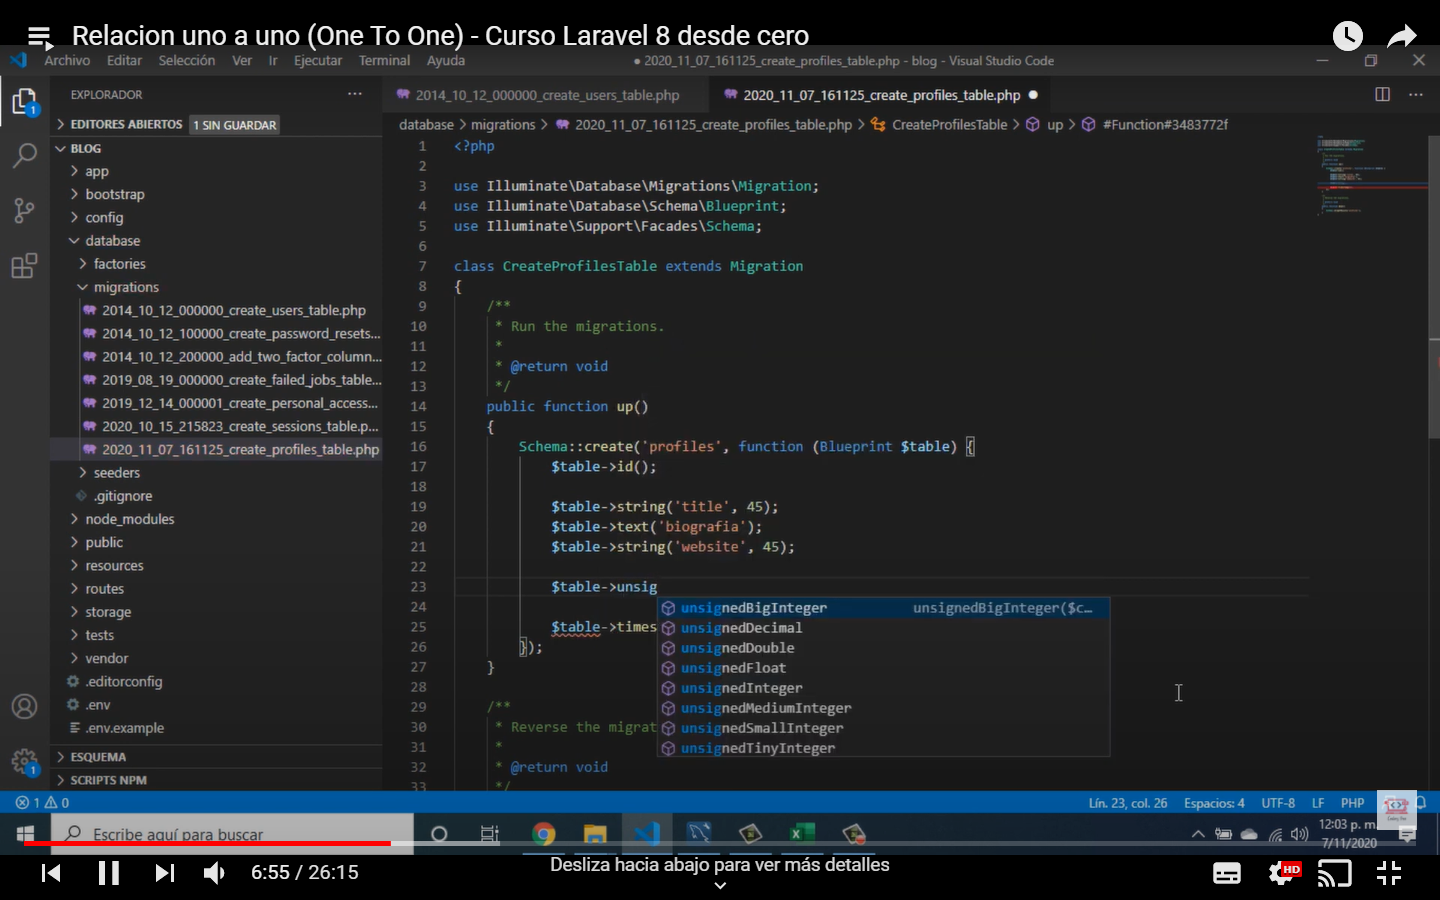 Relacion uno a uno (One To One) - Curso Laravel 8 desde cero
Archivo Editar Selección Ver Ir Ejecutar Terminal Ayuda
● 2020_11_07_161125_create_profiles_table.php - blog - Visual Studio Code
EXPLORADOR ···
2014_10_12_000000_create_users_table.php
2020_11_07_161125_create_profiles_table.php ●
EDITORES ABIERTOS 1 SIN GUARDAR
database > migrations > 2020_11_07_161125_create_profiles_table.php > CreateProfilesTable > up > #Function#3483772f
BLOG
app
bootstrap
config
database
factories
migrations
2014_10_12_000000_create_users_table.php
2014_10_12_100000_create_password_resets...
2014_10_12_200000_add_two_factor_column...
2019_08_19_000000_create_failed_jobs_table...
2019_12_14_000001_create_personal_access...
2020_10_15_215823_create_sessions_table.p...
2020_11_07_161125_create_profiles_table.php
seeders
.gitignore
node_modules
public
resources
routes
storage
tests
vendor
.editorconfig
.env
.env.example
ESQUEMA
SCRIPTS NPM
1 <?php
2
3 use Illuminate\Database\Migrations\Migration;
4 use Illuminate\Database\Schema\Blueprint;
5 use Illuminate\Support\Facades\Schema;
6
7 class CreateProfilesTable extends Migration
8 {
9 /**
10 * Run the migrations.
11 *
12 * @return void
13 */
14 public function up()
15 {
16 Schema::create('profiles', function (Blueprint $table) {
17 $table->id();
18
19 $table->string('title', 45);
20 $table->text('biografia');
21 $table->string('website', 45);
22
23 $table->unsig
24
25 $table->times
26 });
27 }
28
29 /**
30 * Reverse the migrat
31 *
32 * @return void
33 */
unsignedBigInteger unsignedBigInteger($c…
unsignedDecimal
unsignedDouble
unsignedFloat
unsignedInteger
unsignedMediumInteger
unsignedSmallInteger
unsignedTinyInteger
1 0
Lín. 23, col. 26 Espacios: 4 UTF-8 LF PHP
Escribe aquí para buscar
12:03 p. m.
7/11/2020
6:55 / 26:15
Desliza hacia abajo para ver más detalles
HD